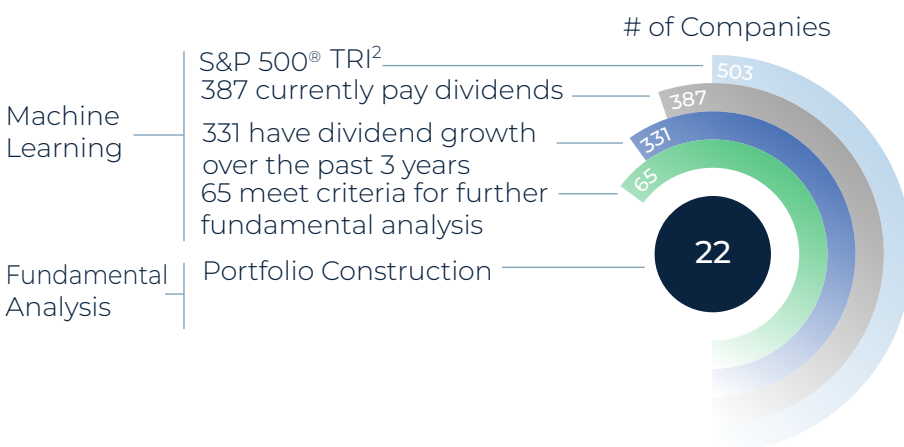 # of Companies
S&P 500® TRI²
387 currently pay dividends
Machine
Learning
331 have dividend growth
over the past 3 years
65 meet criteria for further
fundamental analysis
Fundamental
Analysis
Portfolio Construction
503
387
331
65
22